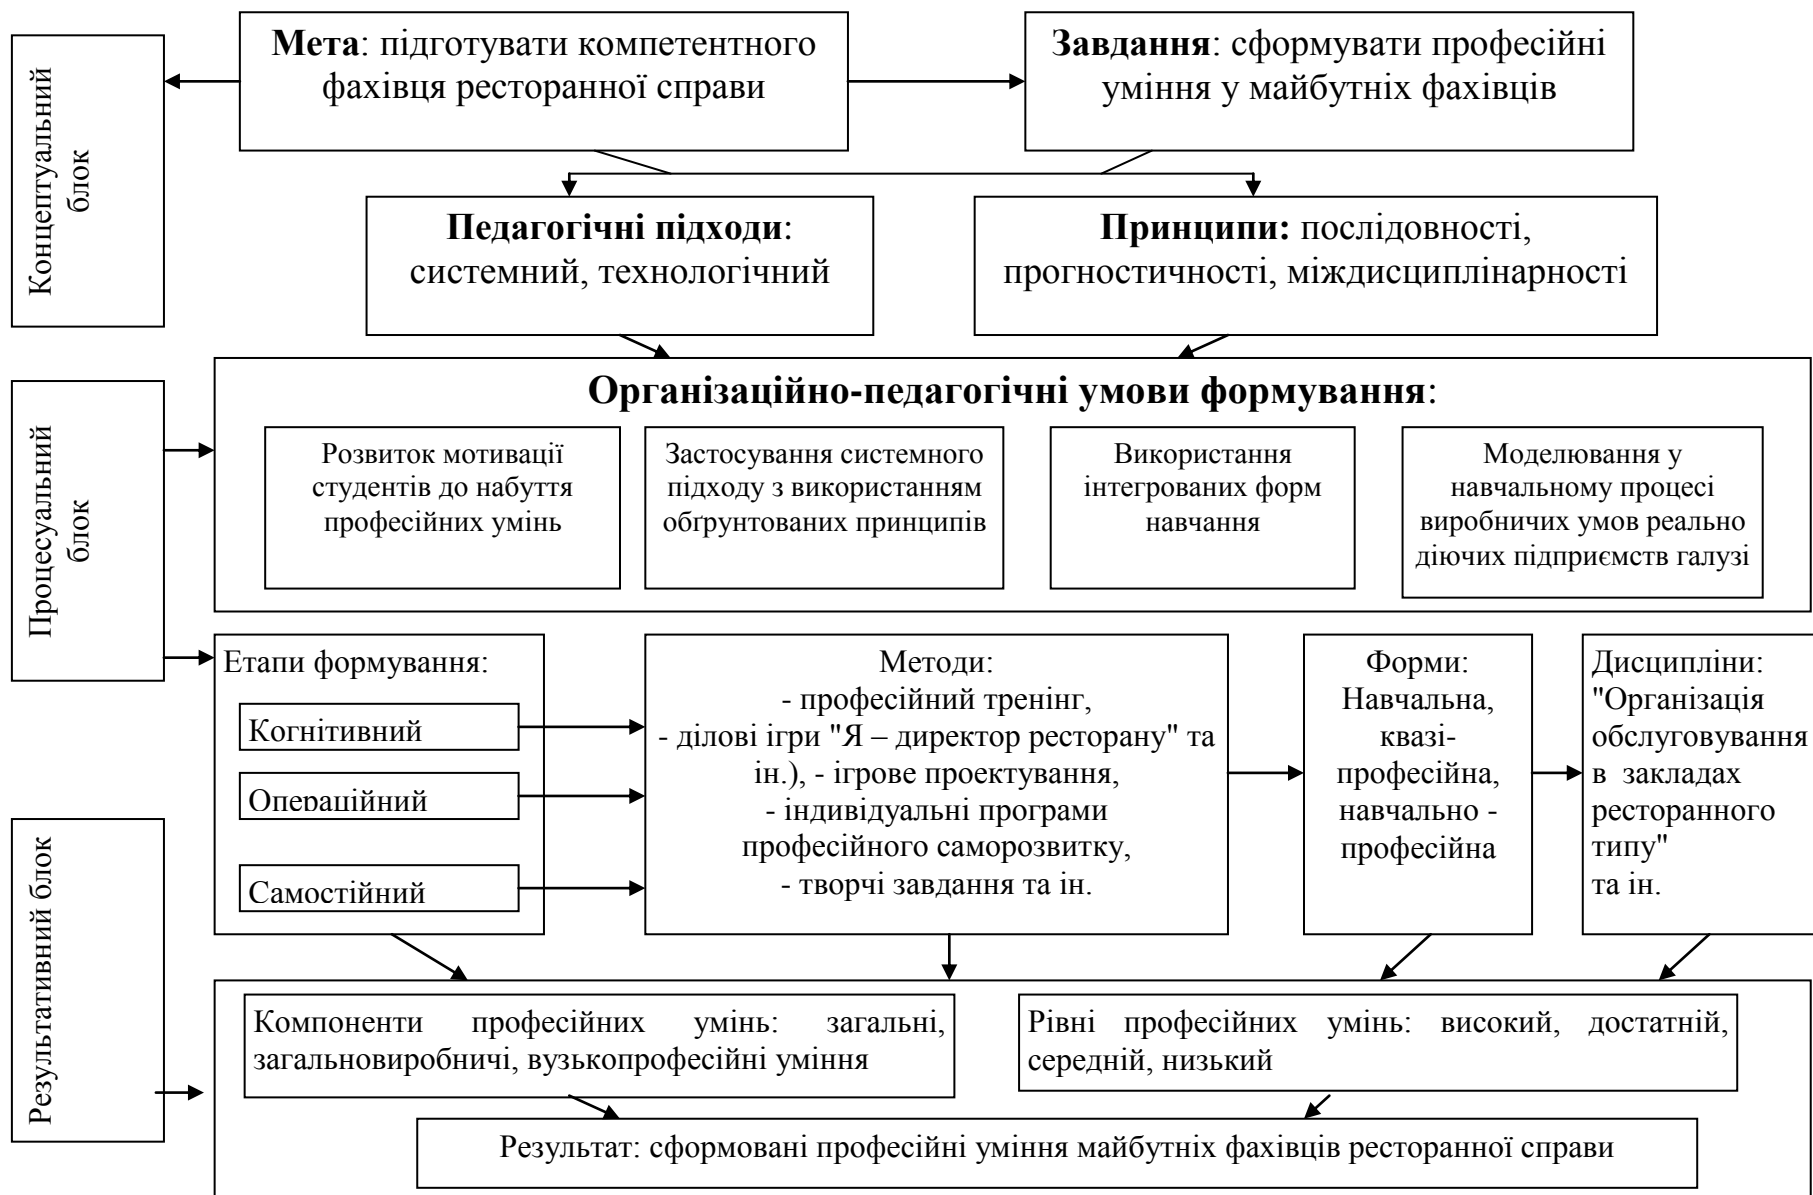 Концептуальний
блок
Мета: підготувати компетентного
фахівця ресторанної справи
Завдання: сформувати професійні
уміння у майбутніх фахівців
Педагогічні підходи:
системний, технологічний
Принципи: послідовності,
прогностичності, міждисциплінарності
Процесуальний
блок
Організаційно-педагогічні умови формування:
Розвиток мотивації
студентів до набуття
професійних умінь
Застосування системного
підходу з використанням
обґрунтованих принципів
Використання
інтегрованих форм
навчання
Моделювання у
навчальному процесі
виробничих умов реально
діючих підприємств галузі
Етапи формування:
Когнітивний
Операційний
Самостійний
Методи:
- професійний тренінг,
- ділові ігри "Я – директор ресторану" та
ін.), - ігрове проектування,
- індивідуальні програми
професійного саморозвитку,
- творчі завдання та ін.
Форми:
Навчальна,
квазі-
професійна,
навчально -
професійна
Дисципліни:
"Організація
обслуговування
в закладах
ресторанного
типу"
та ін.
Результативний блок
Компоненти професійних умінь: загальні,
загальновиробничі, вузькопрофесійні уміння
Рівні професійних умінь: високий, достатній,
середній, низький
Результат: сформовані професійні уміння майбутніх фахівців ресторанної справи